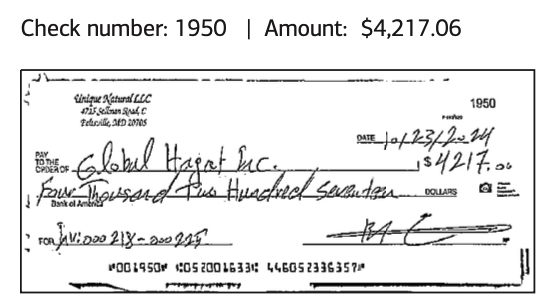 Check number: 1950 | Amount: $4,217.06
Unique Natural LLC
4715 Sellman Road, C
Beltsville, MD 20705
1950
DATE 10/23/2024
PAY TO THE ORDER OF Global Hagat Inc. $4217.06
Four Thousand Two Hundred Seventeen DOLLARS
Bank of America
FOR INV: 000 218 - 000 225
⑈001950⑈ ⑆052001633⑆ 446052336357⑈